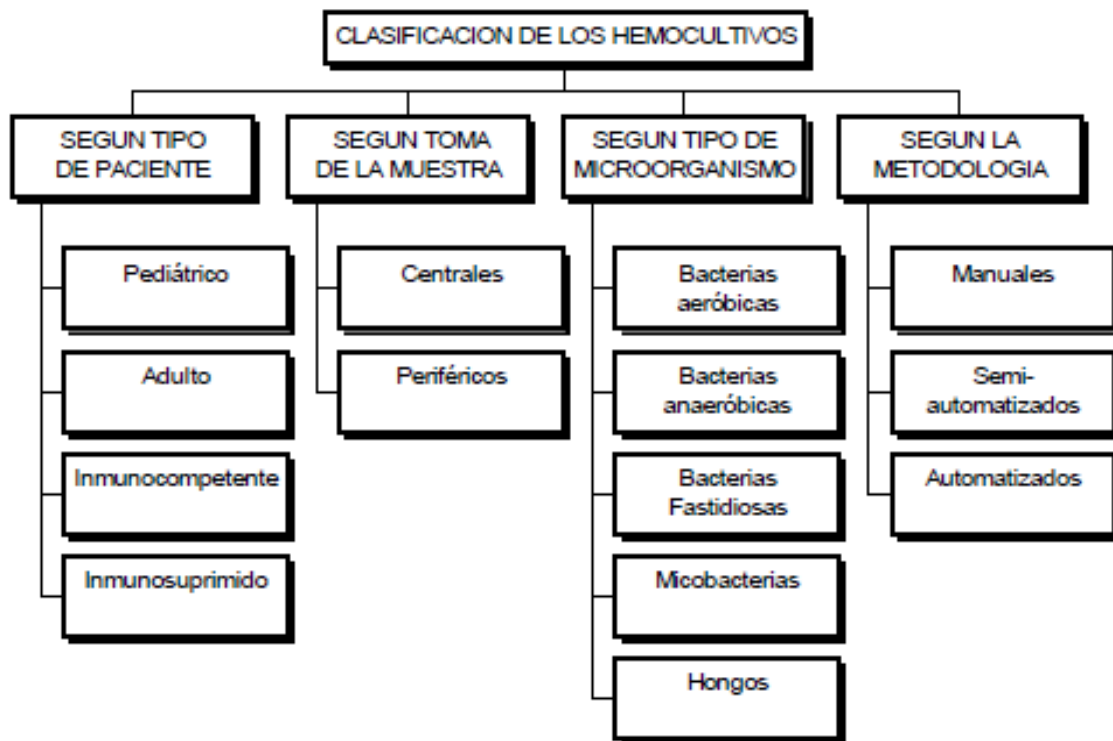 CLASIFICACION DE LOS HEMOCULTIVOS
SEGUN TIPO
DE PACIENTE
Pediátrico
Adulto
Inmunocompetente
Inmunosuprimido
SEGUN TOMA
DE LA MUESTRA
Centrales
Periféricos
SEGUN TIPO DE
MICROORGANISMO
Bacterias
aeróbicas
Bacterias
anaeróbicas
Bacterias
Fastidiosas
Micobacterias
Hongos
SEGUN LA
METODOLOGIA
Manuales
Semi-
automatizados
Automatizados